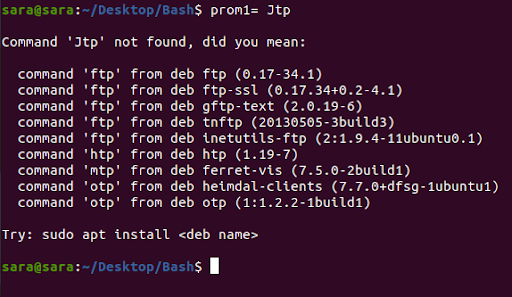 sara@sara:~/Desktop/Bash$ prom1= Jtp
Command 'Jtp' not found, did you mean:
command 'ftp' from deb ftp (0.17-34.1)
command 'ftp' from deb ftp-ssl (0.17.34+0.2-4.1)
command 'ftp' from deb gftp-text (2.0.19-6)
command 'ftp' from deb tnftp (20130505-3build3)
command 'ftp' from deb inetutils-ftp (2:1.9.4-11ubuntu0.1)
command 'htp' from deb htp (1.19-7)
command 'mtp' from deb ferret-vis (7.5.0-2build1)
command 'otp' from deb heimdal-clients (7.7.0+dfsg-1ubuntu1)
command 'otp' from deb otp (1:1.2.2-1build1)
Try: sudo apt install <deb name>
sara@sara:~/Desktop/Bash$